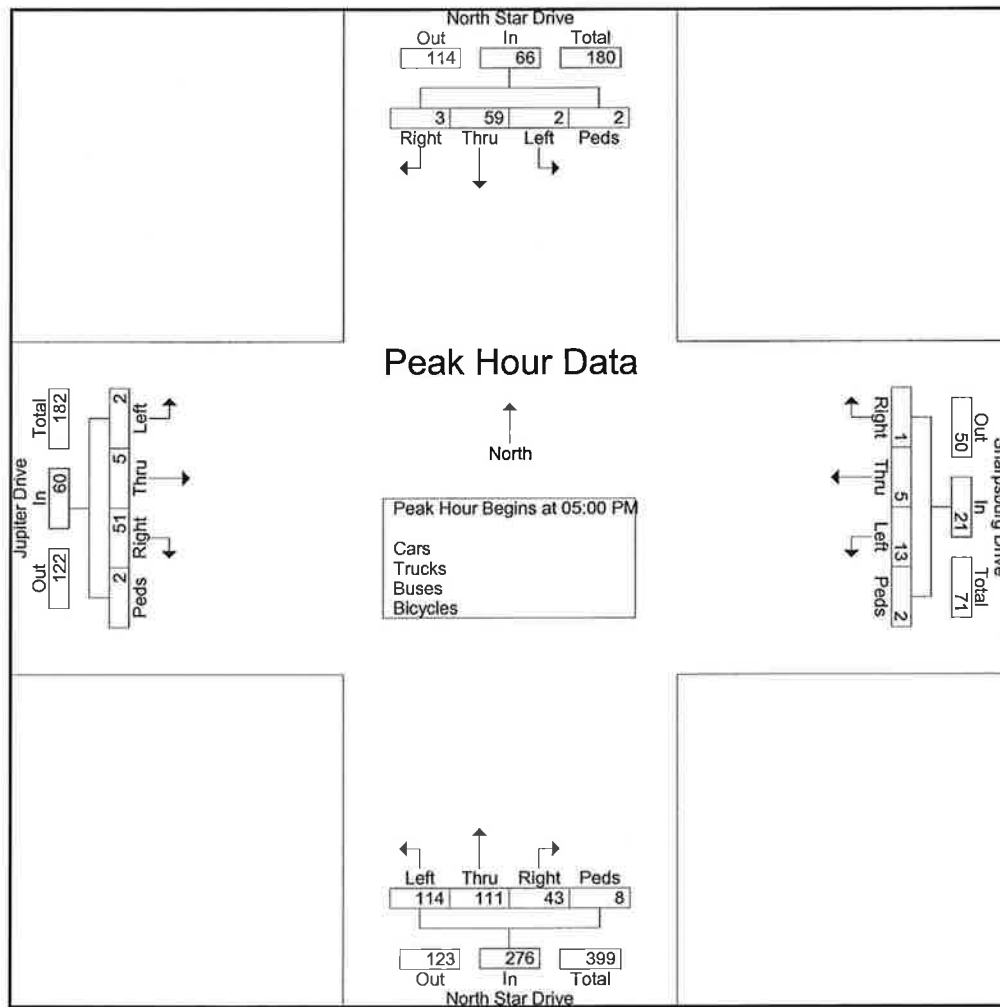 North Star Drive
Out In Total
114 66 180
3 59 2 2
Right Thru Left Peds
Peak Hour Data
North
Peak Hour Begins at 05:00 PM
Cars
Trucks
Buses
Bicycles
Jupiter Drive
Out In Total
122 60 182
2 51 5 2
Peds Right Thru Left
Sharpsburg Drive
Out In Total
50 21 71
1 5 13 2
Right Thru Left Peds
Left Thru Right Peds
114 111 43 8
123 276 399
Out In Total
North Star Drive